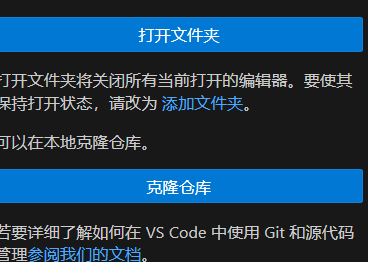 打开文件夹
打开文件夹将关闭所有当前打开的编辑器。要使其
保持打开状态，请改为 添加文件夹。
可以在本地克隆仓库。
克隆仓库
若要详细了解如何在 VS Code 中使用 Git 和源代码
管理参阅我们的文档。